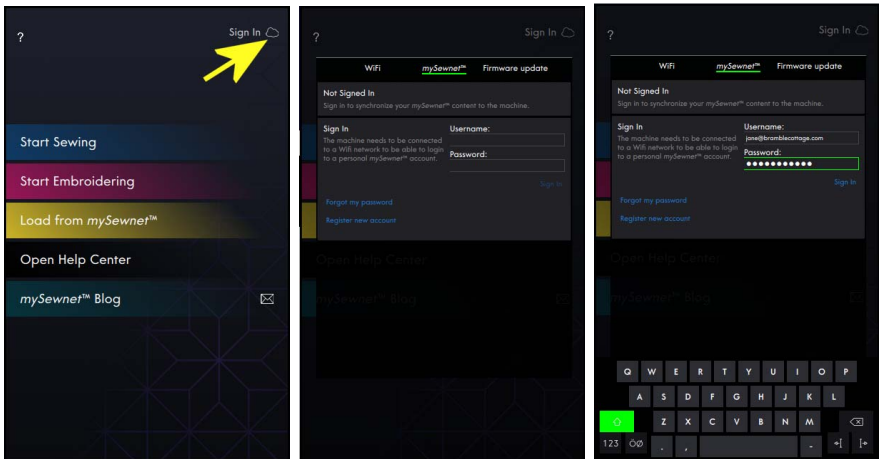 ?
Sign In
Start Sewing
Start Embroidering
Load from mySewnet™
Open Help Center
mySewnet™ Blog
?
Sign In
WiFi mySewnet™ Firmware update
Not Signed In
Sign in to synchronize your mySewnet™ content to the machine.
Sign In
The machine needs to be connected
to a Wifi network to be able to login
to a personal mySewnet™ account.
Username:
Password:
Sign In
Forgot my password
Register new account
Open Help Center
mySewnet™ Blog
?
Sign In
WiFi mySewnet™ Firmware update
Not Signed In
Sign in to synchronize your mySewnet™ content to the machine.
Sign In
The machine needs to be connected
to a Wifi network to be able to login
to a personal mySewnet™ account.
Username:
jane@bramblecottage.com
Password:
●●●●●●●●●●●
Sign In
Forgot my password
Register new account
Open Help Center
mySewnet™ Blog
Q W E R T Y U I O P
A S D F G H J K L
Z X C V B N M
123 ÖØ . , -